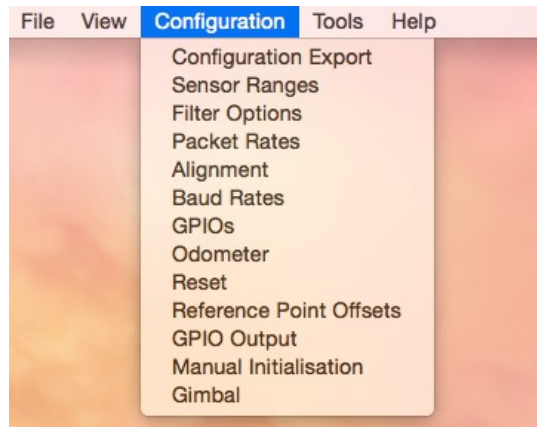 File View Configuration Tools Help
Configuration Export
Sensor Ranges
Filter Options
Packet Rates
Alignment
Baud Rates
GPIOs
Odometer
Reset
Reference Point Offsets
GPIO Output
Manual Initialisation
Gimbal